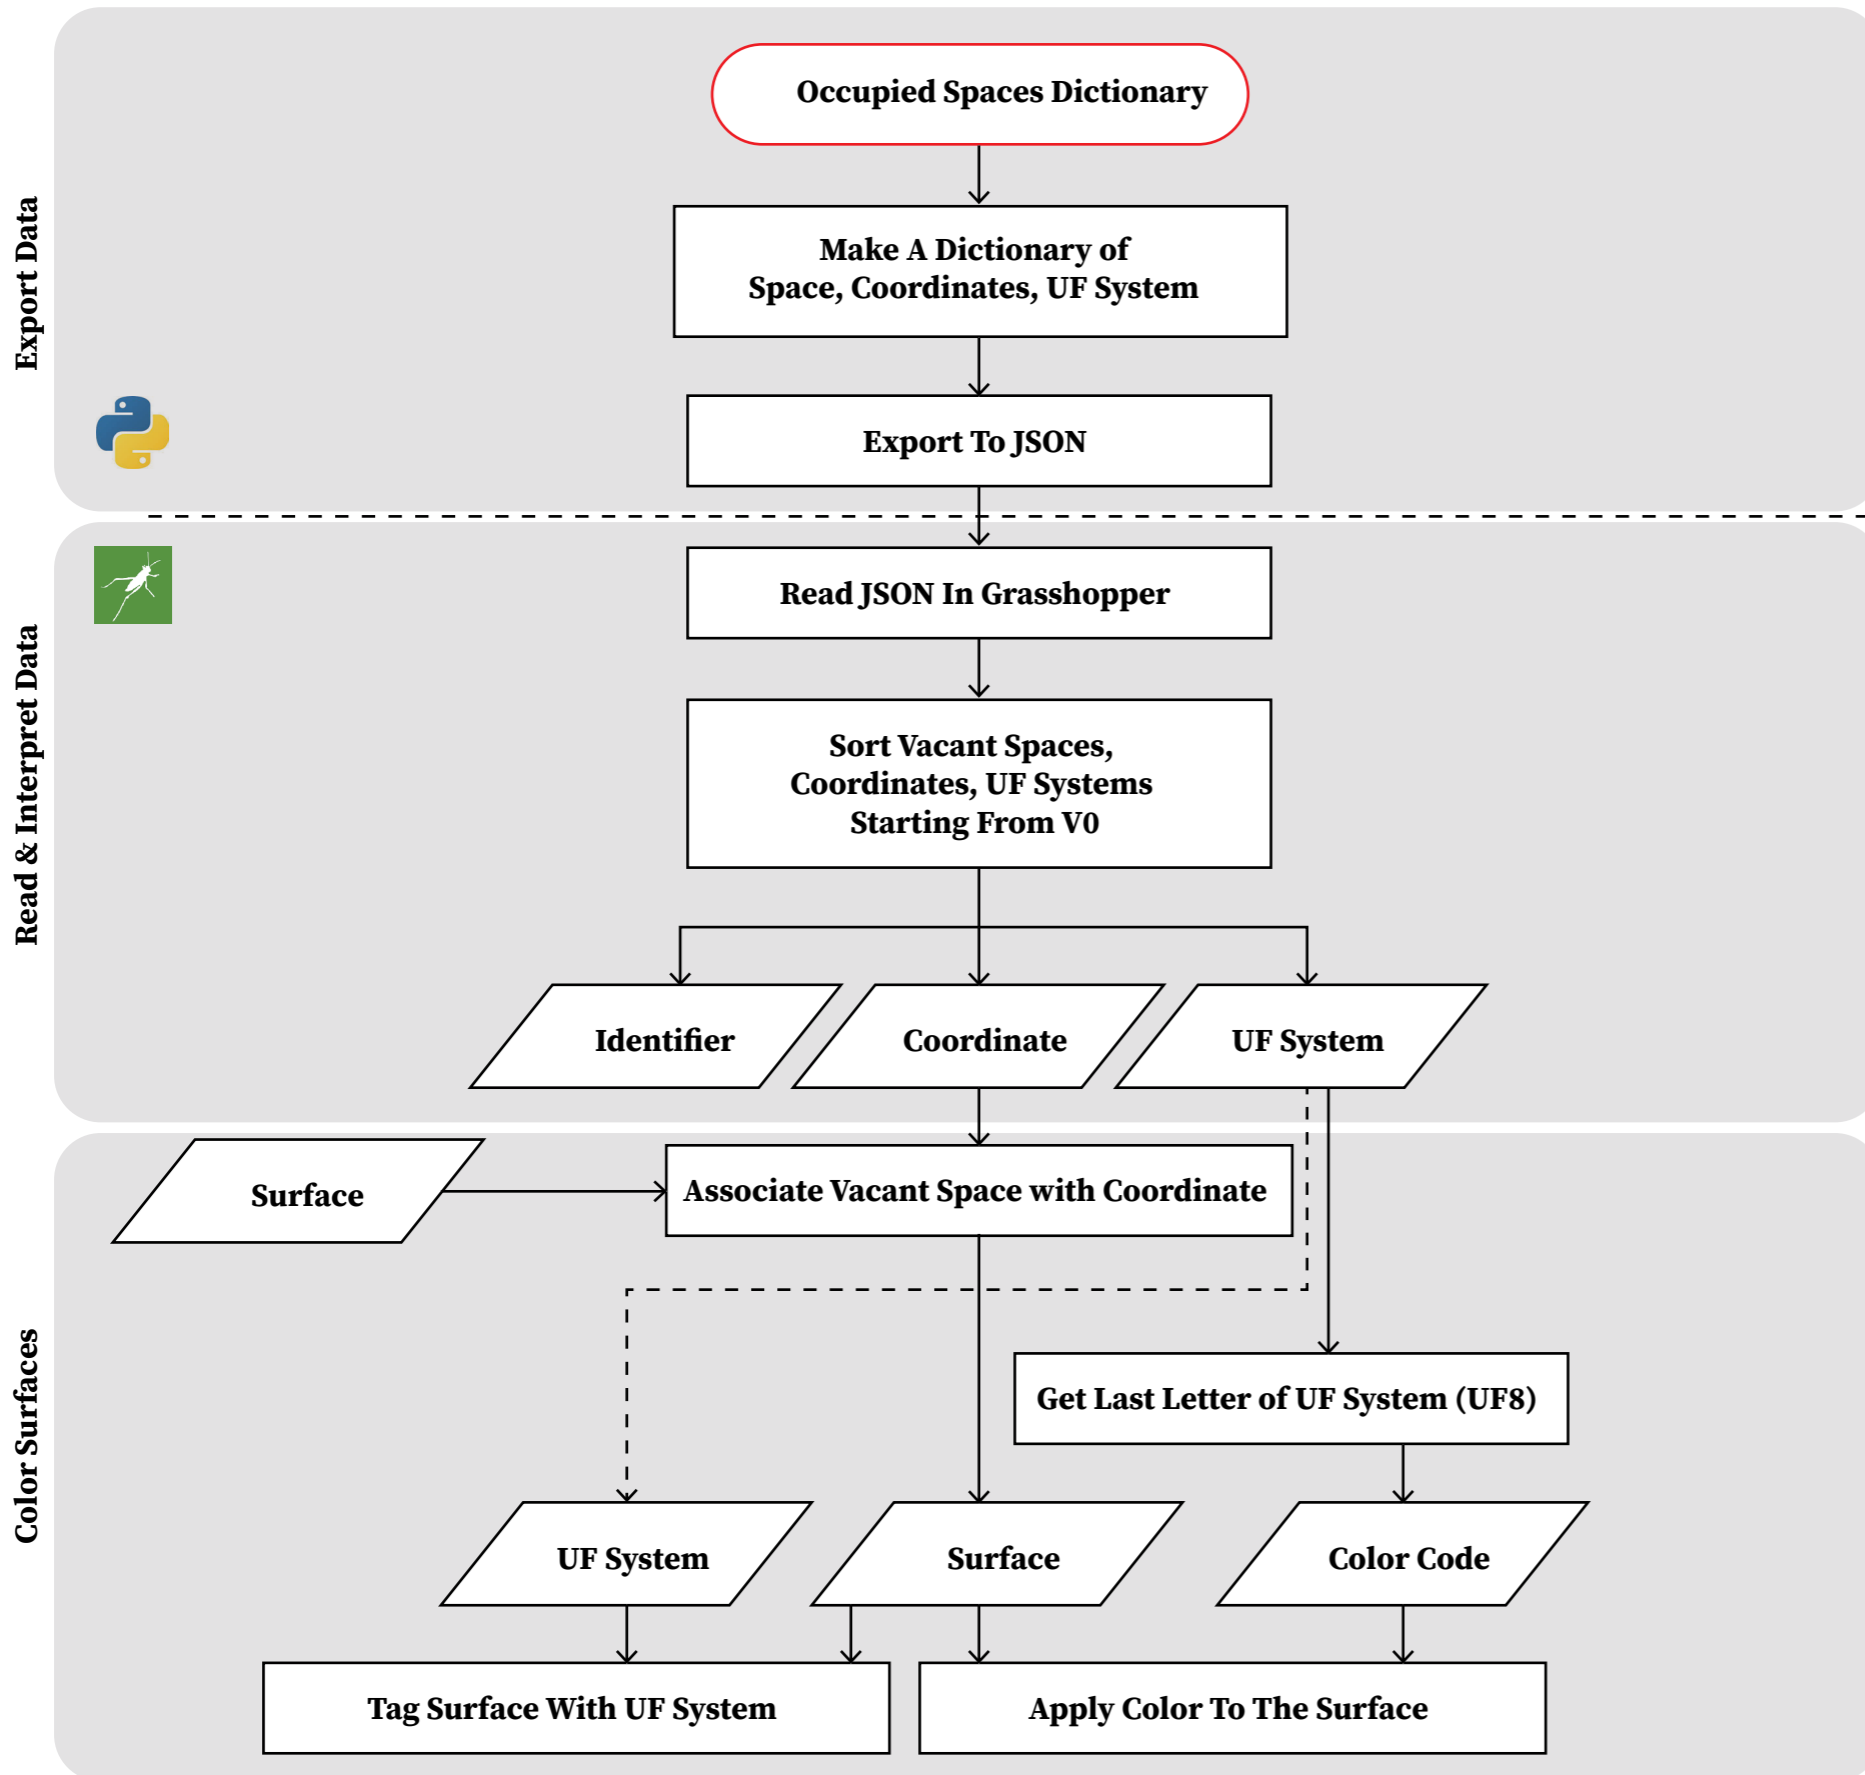 Export Data
Occupied Spaces Dictionary
Make A Dictionary of
Space, Coordinates, UF System
Export To JSON
Read & Interpret Data
Read JSON In Grasshopper
Sort Vacant Spaces,
Coordinates, UF Systems
Starting From V0
Identifier
Coordinate
UF System
Color Surfaces
Surface
Associate Vacant Space with Coordinate
Get Last Letter of UF System (UF8)
UF System
Surface
Color Code
Tag Surface With UF System
Apply Color To The Surface